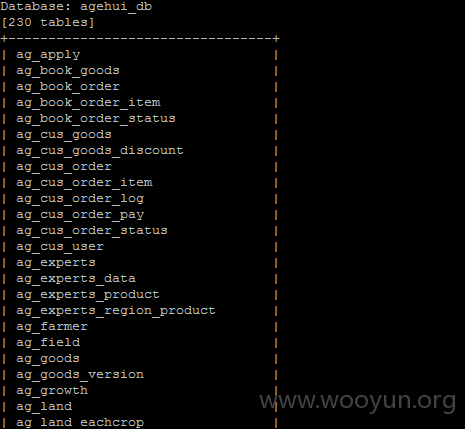 Database: agehui_db
[230 tables]
+---------------------------------+
| ag_apply |
| ag_book_goods |
| ag_book_order |
| ag_book_order_item |
| ag_book_order_status |
| ag_cus_goods |
| ag_cus_goods_discount |
| ag_cus_order |
| ag_cus_order_item |
| ag_cus_order_log |
| ag_cus_order_pay |
| ag_cus_order_status |
| ag_cus_user |
| ag_experts |
| ag_experts_data |
| ag_experts_product |
| ag_experts_region_product |
| ag_farmer |
| ag_field |
| ag_goods |
| ag_goods_version |
| ag_growth |
| ag_land |
| ag_land_eachcrop |
www.wooyun.org